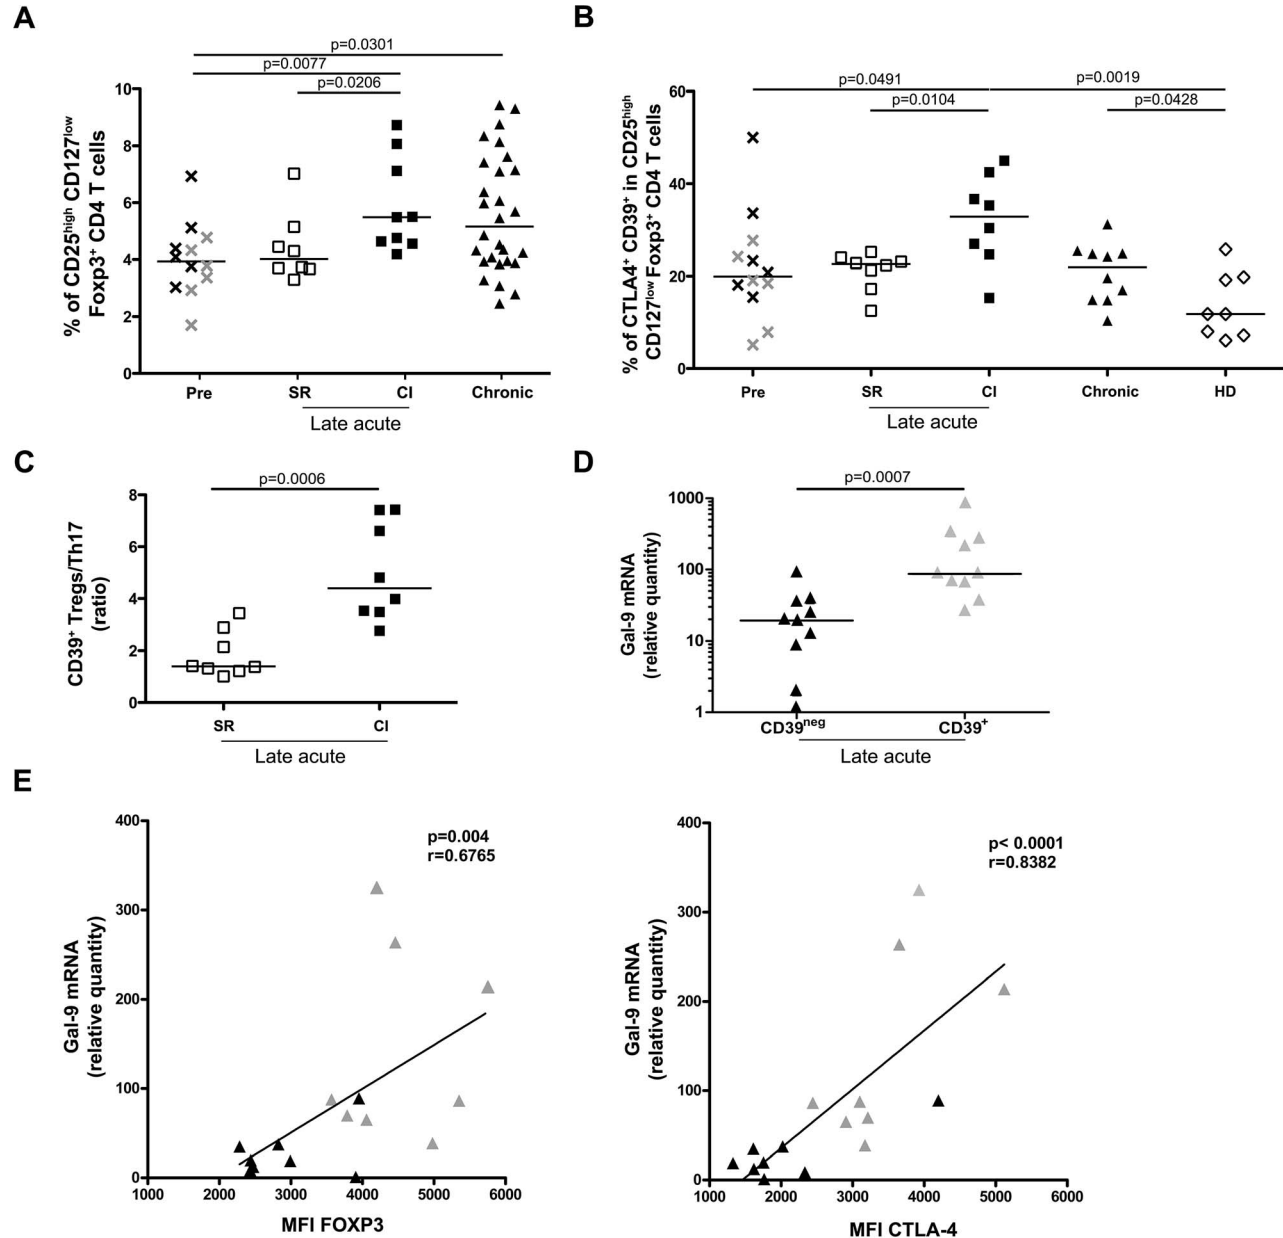 A
p=0.0301
p=0.0077
p=0.0206
% of CD25high CD127low
Foxp3+ CD4 T cells
10
8
6
4
2
0
Pre SR CI Chronic
Late acute
B
p=0.0491 p=0.0019
p=0.0104 p=0.0428
% of CTLA4+ CD39+ in CD25high
CD127low Foxp3+ CD4 T cells
60
40
20
0
Pre SR CI Chronic HD
Late acute
C
p=0.0006
CD39+ Tregs/Th17
(ratio)
8
6
4
2
0
SR CI
Late acute
D
p=0.0007
Gal-9 mRNA
(relative quantity)
1000
100
10
1
CD39neg CD39+
Late acute
E
p=0.004
r=0.6765
Gal-9 mRNA
(relative quantity)
400
300
200
100
0
1000 2000 3000 4000 5000 6000
MFI FOXP3
p< 0.0001
r=0.8382
Gal-9 mRNA
(relative quantity)
400
300
200
100
0
1000 2000 3000 4000 5000 6000
MFI CTLA-4